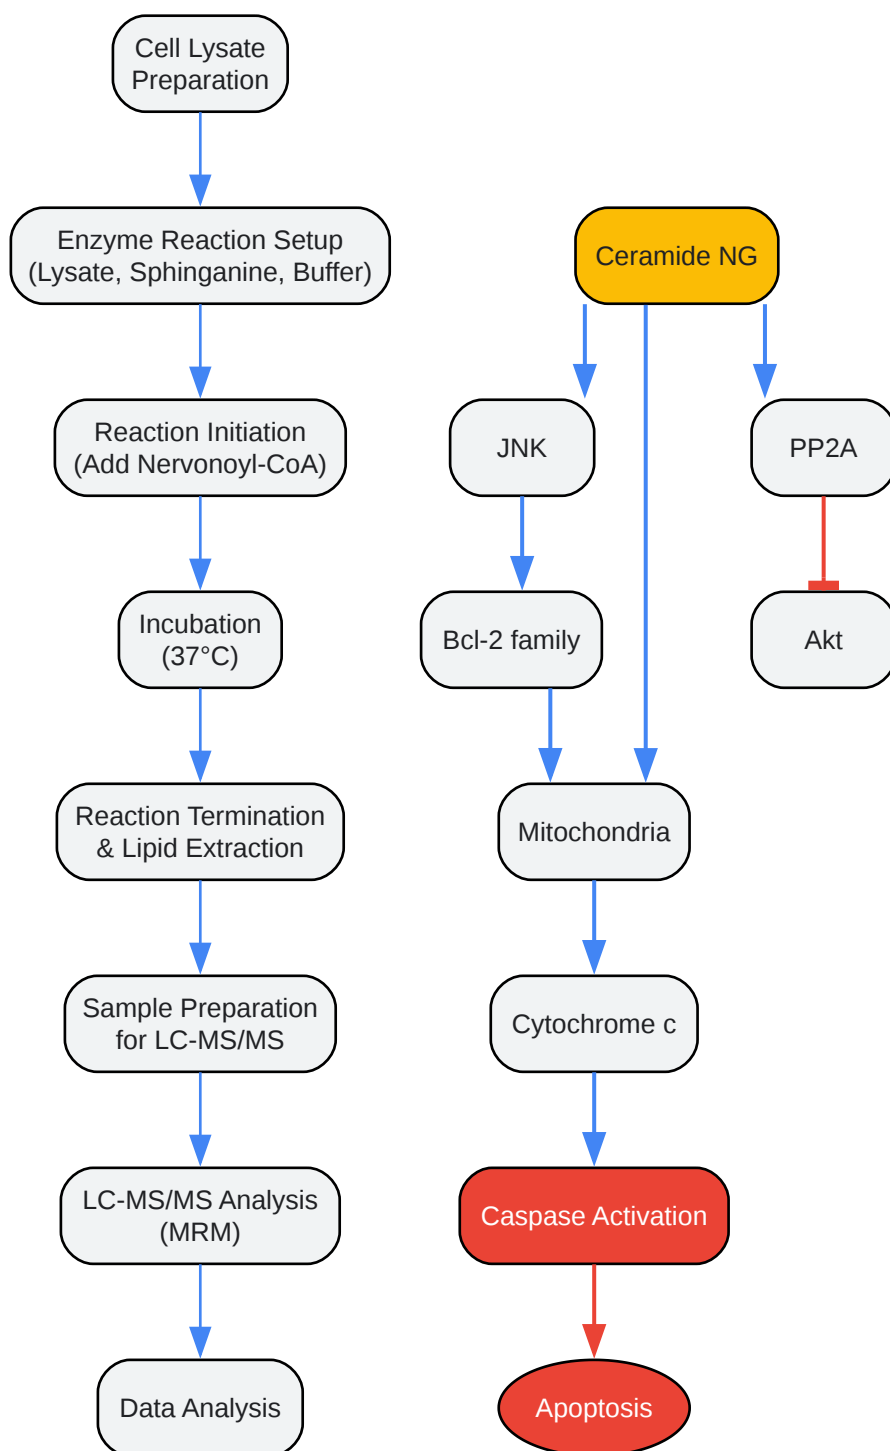 Cell Lysate
Preparation
Enzyme Reaction Setup
(Lysate, Sphinganine, Buffer)
Reaction Initiation
(Add Nervonoyl-CoA)
Incubation
(37°C)
Reaction Termination
& Lipid Extraction
Sample Preparation
for LC-MS/MS
LC-MS/MS Analysis
(MRM)
Data Analysis
Ceramide NG
JNK
PP2A
Bcl-2 family
Akt
Mitochondria
Cytochrome c
Caspase Activation
Apoptosis